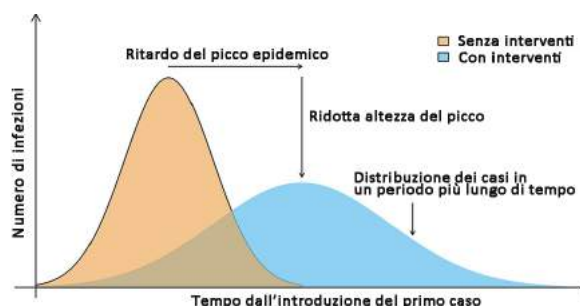 Ritardo del picco epidemico
Senza interventi
Con interventi
Ridotta altezza del picco
Distribuzione dei casi in
un periodo più lungo di tempo
Numero di infezioni
Tempo dall'introduzione del primo caso